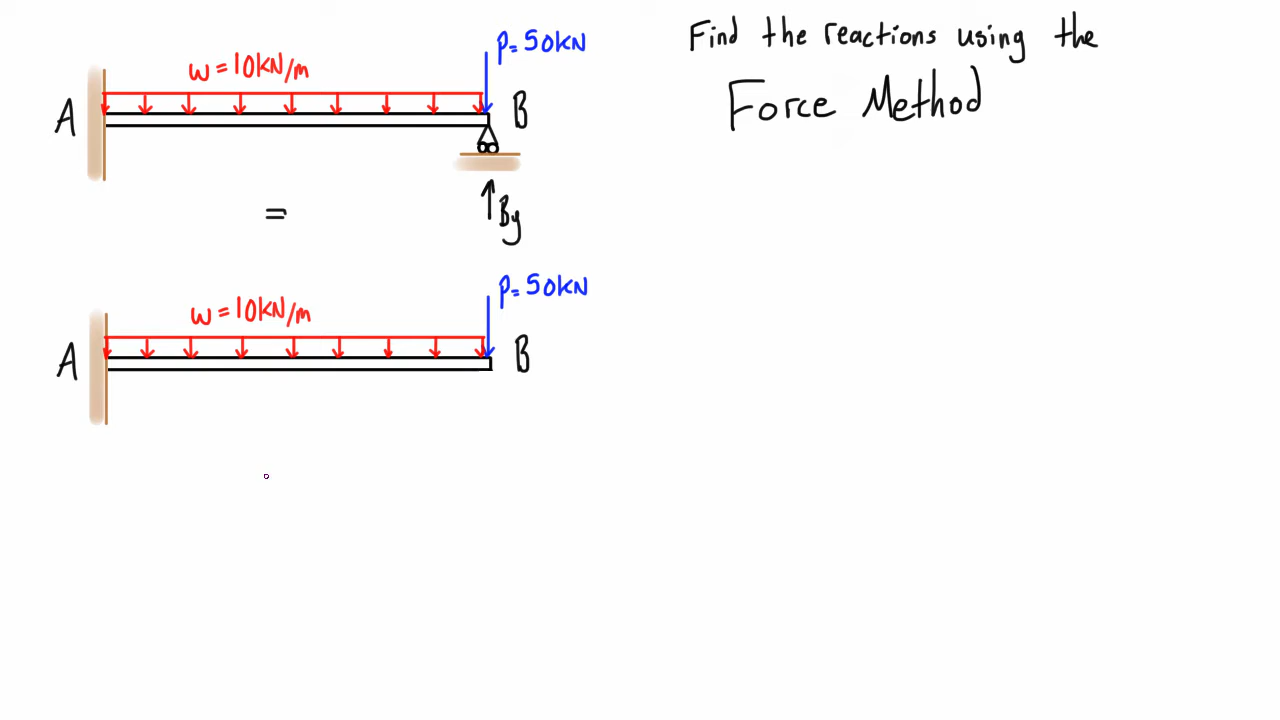 Find the reactions using the
Force Method
P=50kN
w=10kN/m
A
B
=
By
P=50kN
w=10kN/m
A
B